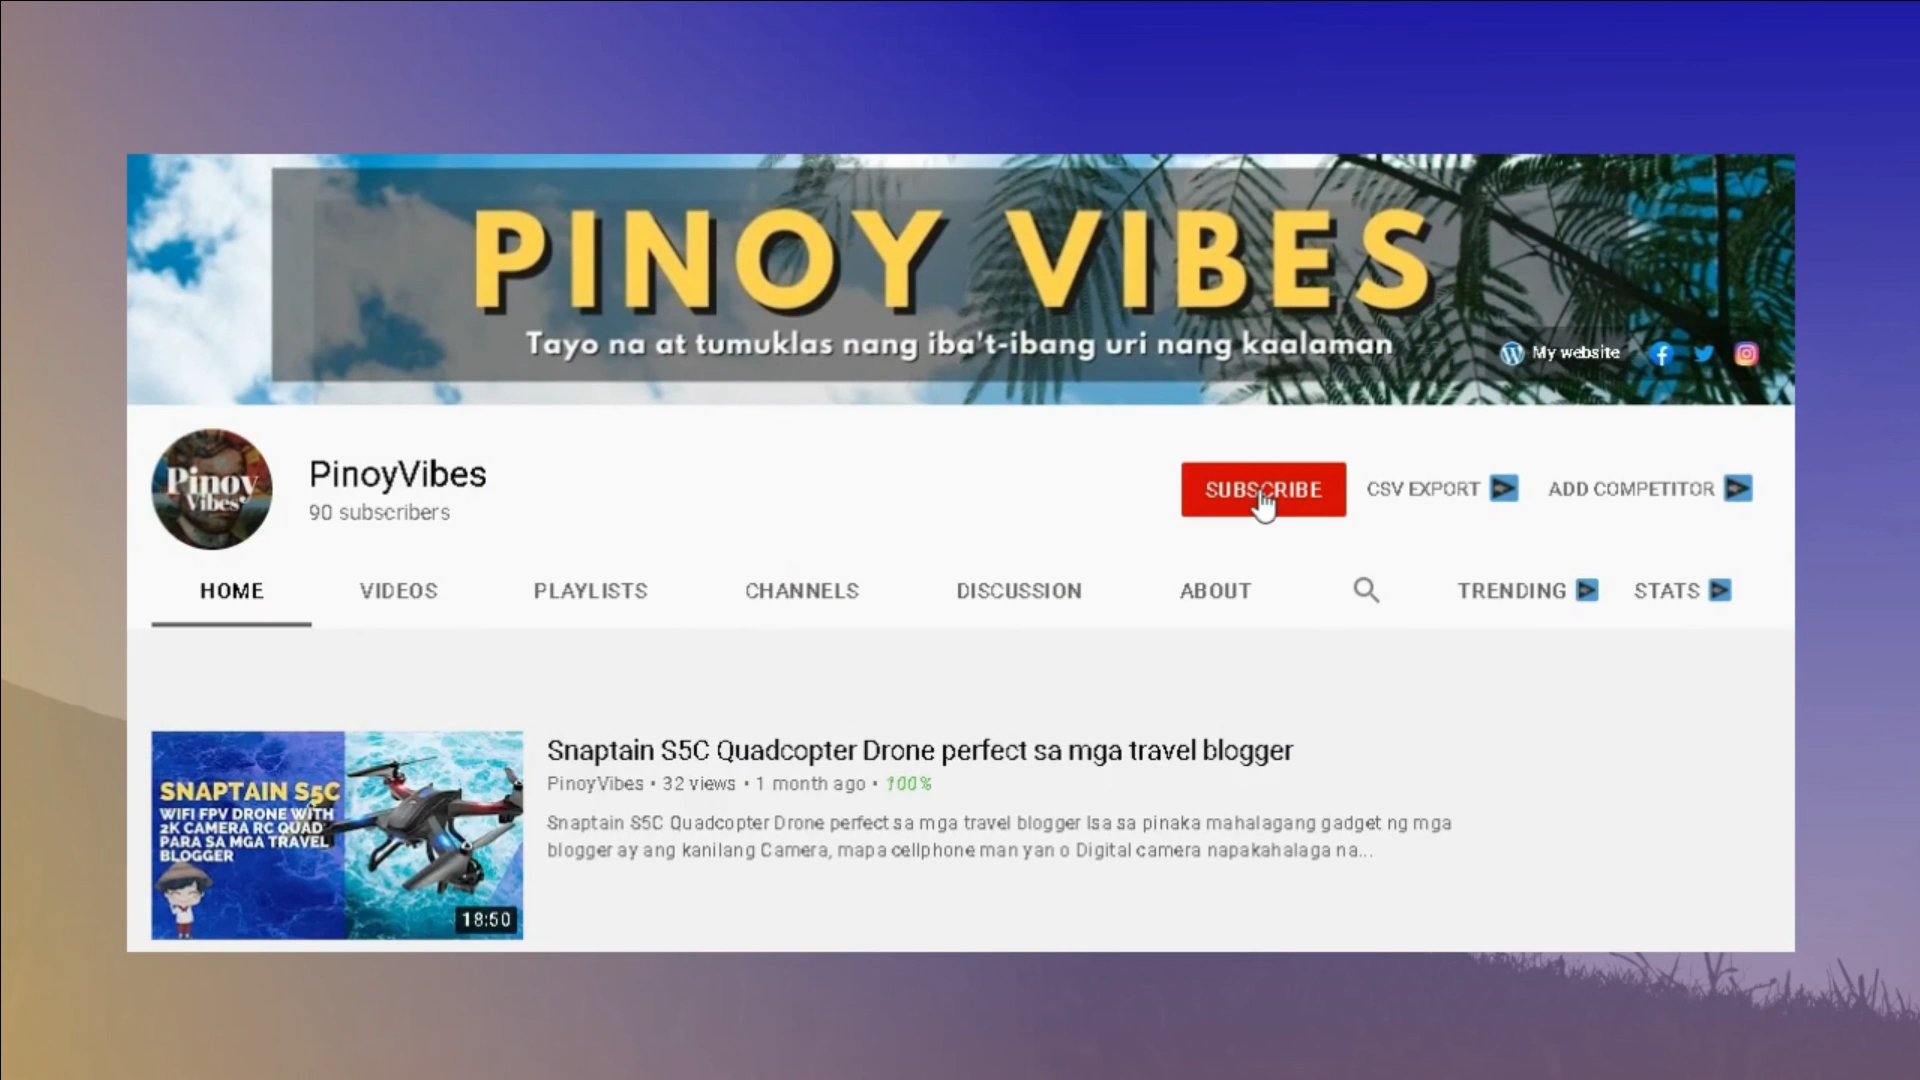 PINOY VIBES
Tayo na at tumuklas nang iba't-ibang uri nang kaalaman
My website
Pinoy
Vibes
PinoyVibes
90 subscribers
SUBSCRIBE
CSV EXPORT
ADD COMPETITOR
HOME VIDEOS PLAYLISTS CHANNELS DISCUSSION ABOUT TRENDING STATS
SNAPTAIN S5C
WIFI FPV DRONE WITH
2K CAMERA RC QUAD
PARA SA MGA TRAVEL
BLOGGER
18:50
Snaptain S5C Quadcopter Drone perfect sa mga travel blogger
PinoyVibes • 32 views • 1 month ago • 100%
Snaptain S5C Quadcopter Drone perfect sa mga travel blogger Isa sa pinaka mahalagang gadget ng mga
blogger ay ang kanilang Camera, mapa cellphone man yan o Digital camera napakahalaga na...